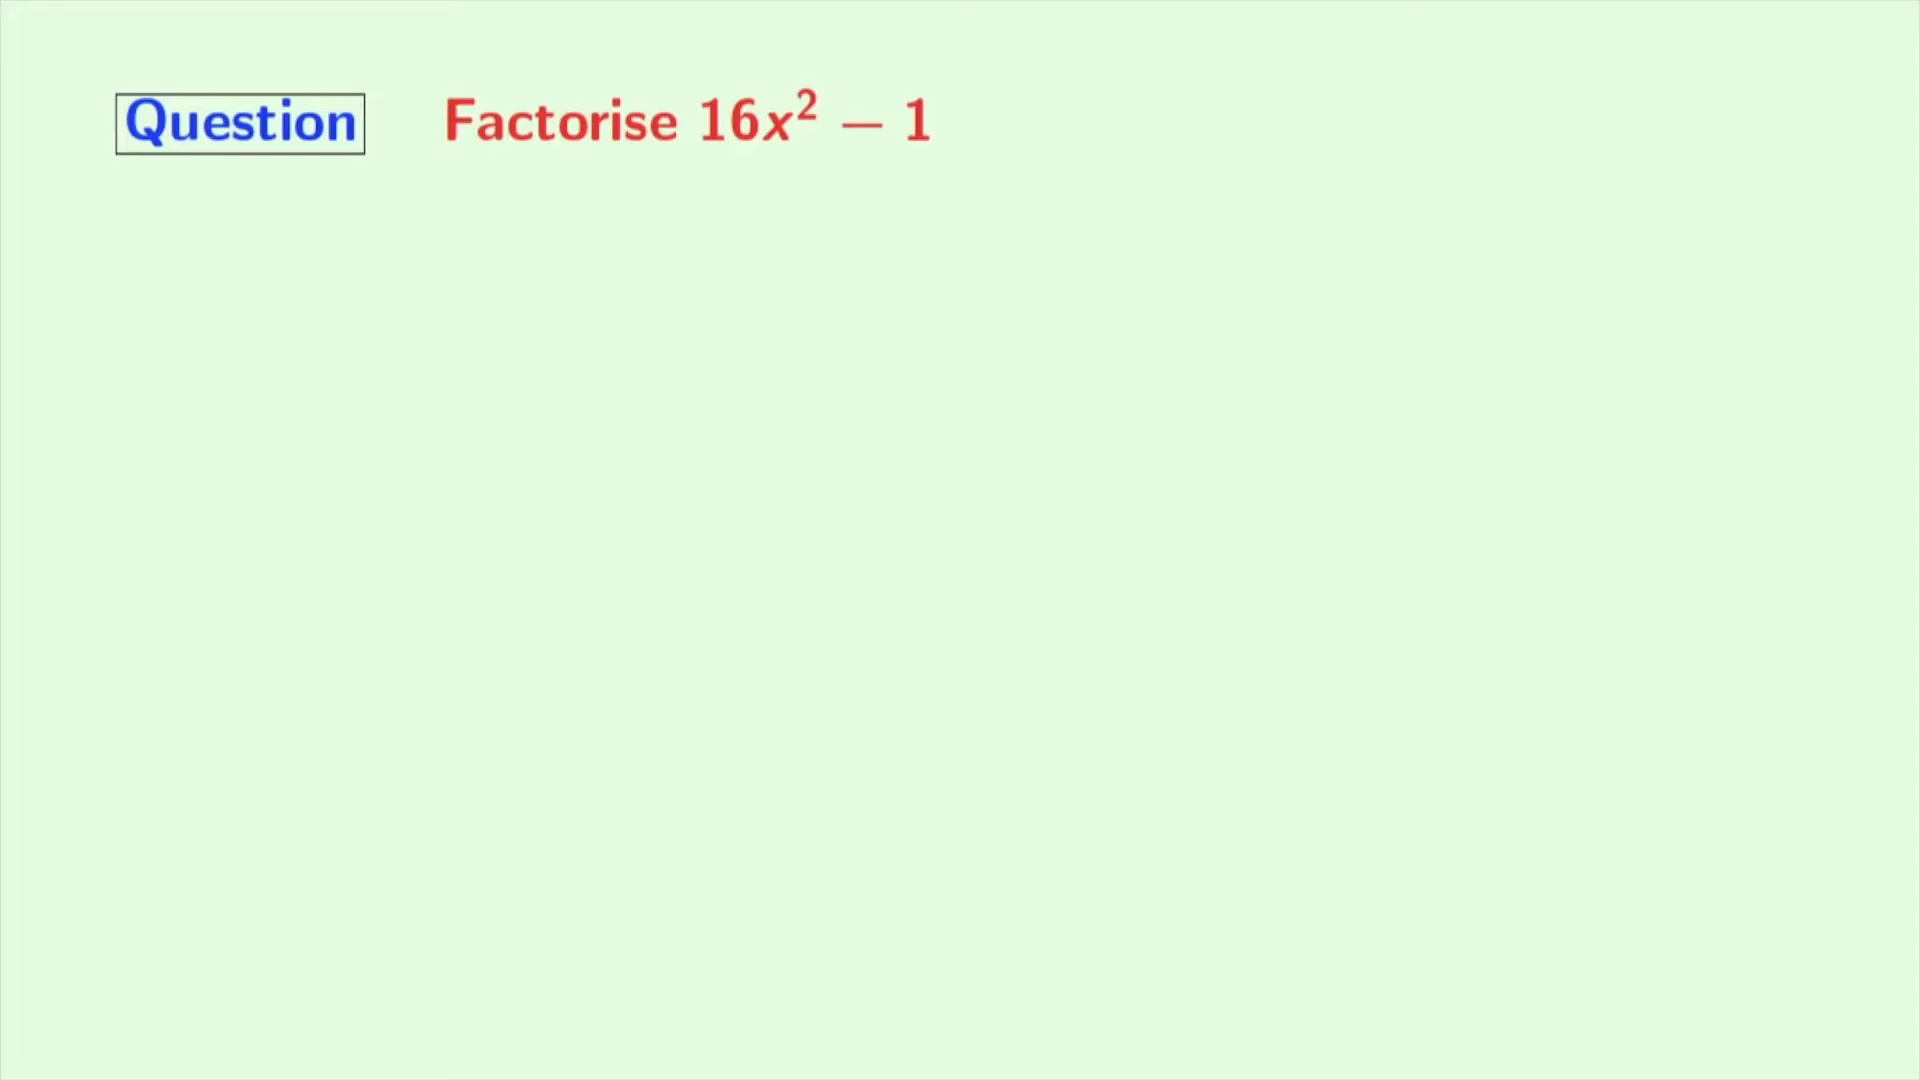 Question Factorise 16x² − 1